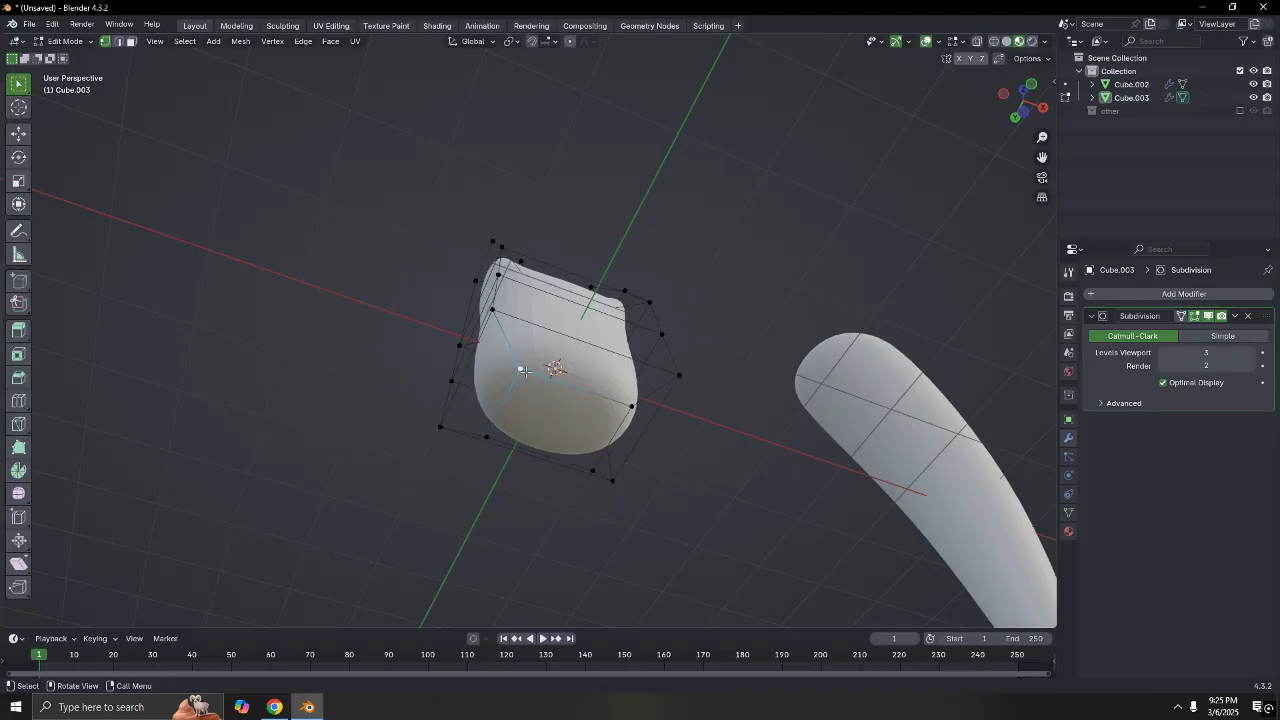 * (Unsaved) - Blender 4.3.2
File Edit Render Window Help Layout Modeling Sculpting UV Editing Texture Paint Shading Animation Rendering Compositing Geometry Nodes Scripting + Scene ViewLayer
Edit Mode View Select Add Mesh Vertex Edge Face UV Global Search
X Y Z Options
Scene Collection
Collection
Cube.002
Cube.003
other
User Perspective
(1) Cube.003
X
Y
Z
Search
Cube.003 > Subdivision
+ Add Modifier
Subdivision
Catmull-Clark Simple
Levels Viewport 3
Render 2
Optimal Display
Advanced
Playback Keying View Marker 1 Start 1 End 250
1 10 20 30 40 50 60 70 80 90 100 110 120 130 140 150 160 170 180 190 200 210 220 230 240 250
Select Rotate View Call Menu 4.3.2
Type here to search
9:25 PM
3/6/2025